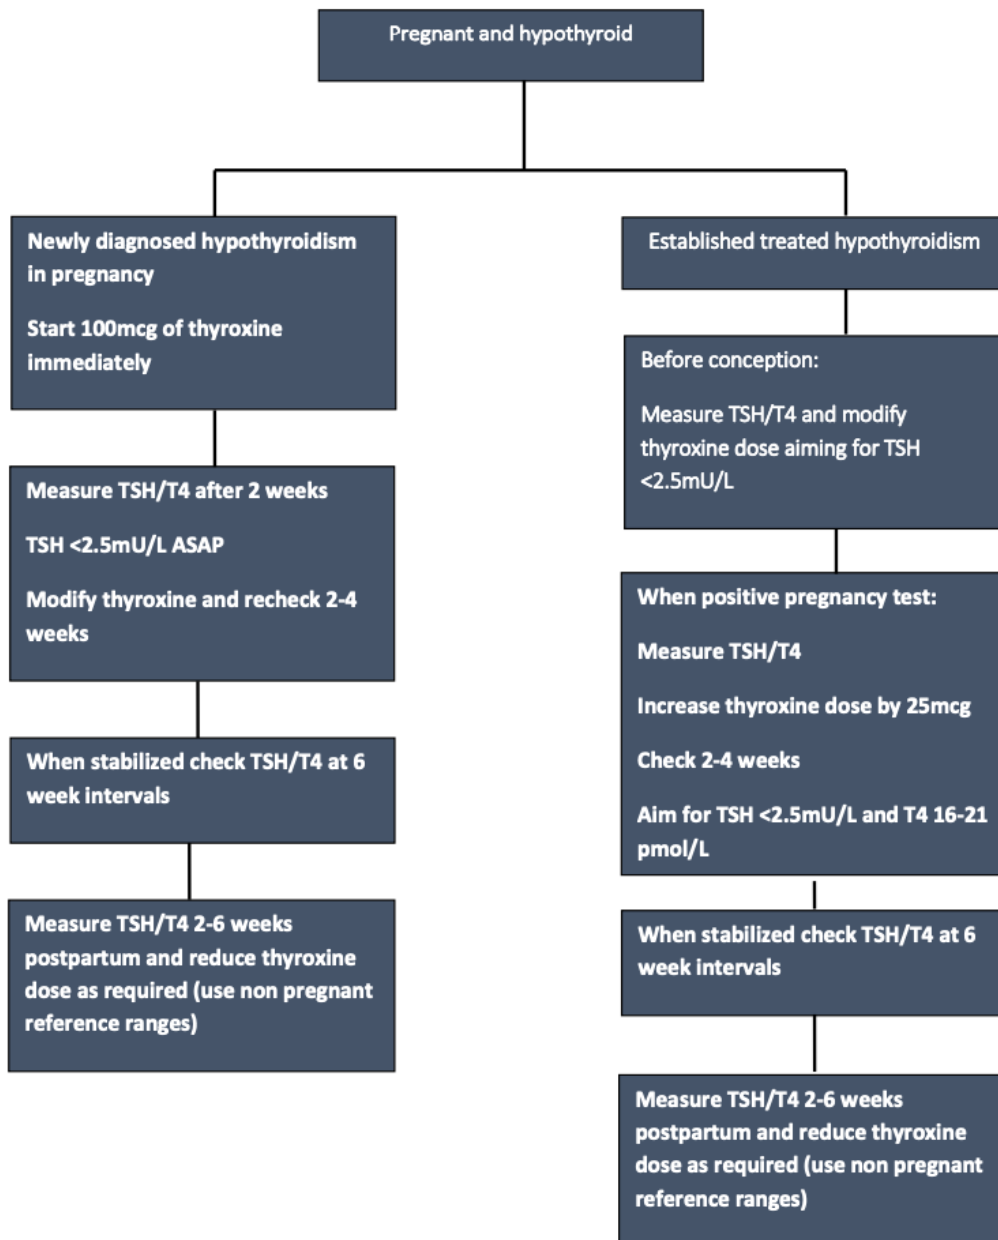 Pregnant and hypothyroid
Newly diagnosed hypothyroidism
in pregnancy
Start 100mcg of thyroxine
immediately
Measure TSH/T4 after 2 weeks
TSH <2.5mU/L ASAP
Modify thyroxine and recheck 2-4
weeks
When stabilized check TSH/T4 at 6
week intervals
Measure TSH/T4 2-6 weeks
postpartum and reduce thyroxine
dose as required (use non pregnant
reference ranges)
Established treated hypothyroidism
Before conception:
Measure TSH/T4 and modify
thyroxine dose aiming for TSH
<2.5mU/L
When positive pregnancy test:
Measure TSH/T4
Increase thyroxine dose by 25mcg
Check 2-4 weeks
Aim for TSH <2.5mU/L and T4 16-21
pmol/L
When stabilized check TSH/T4 at 6
week intervals
Measure TSH/T4 2-6 weeks
postpartum and reduce thyroxine
dose as required (use non pregnant
reference ranges)